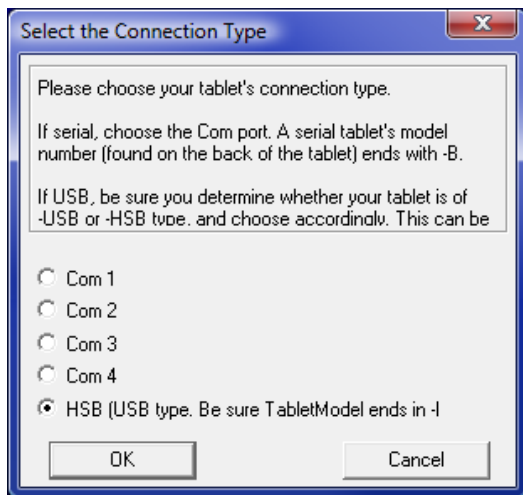 Select the Connection Type
Please choose your tablet's connection type.
If serial, choose the Com port. A serial tablet's model
number (found on the back of the tablet) ends with -B.
If USB, be sure you determine whether your tablet is of
-USB or -HSB type, and choose accordingly. This can be
Com 1
Com 2
Com 3
Com 4
HSB (USB type. Be sure TabletModel ends in -I
OK
Cancel